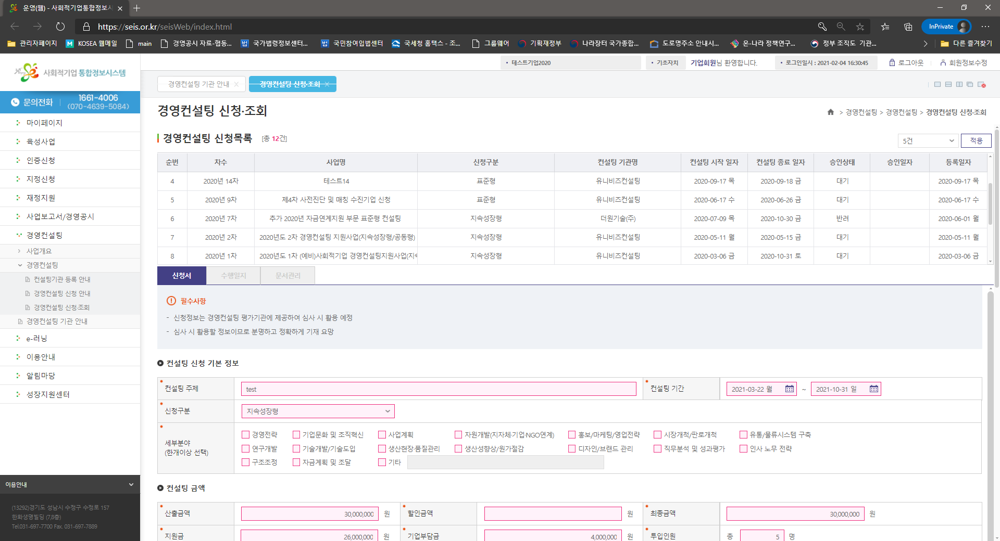 운영(웹) - 사회적기업통합정보시
https://seis.or.kr/seisWeb/index.html
InPrivate
관리자페이지
KOSEA 웹메일
main
경영공시 자료-협동...
국가법령정보센터...
국민참여입법센터
국세청 홈택스 - 조...
그룹웨어
기획재정부
나라장터 국가종합...
도로명주소 안내시...
온-나라 정책연구...
정부 조직도 기관...
다른 즐겨찾기
사회적기업 통합정보시스템
테스트기업2020
기초자치
기업회원님 환영합니다.
로그인일시 : 2021-02-04 16:30:45
로그아웃
회원정보수정
문의전화
1661-4006
(070-4639-5084)
마이페이지
육성사업
인증신청
지정신청
재정지원
사업보고서/경영공시
경영컨설팅
사업개요
경영컨설팅
컨설팅기관 등록 안내
경영컨설팅 신청 안내
경영컨설팅 신청·조회
경영컨설팅 기관 안내
e-러닝
이용안내
알림마당
성장지원센터
이용안내
(13292)경기도 성남시 수정구 수정로 157
한화생명빌딩 (7,8층)
Tel.031-697-7700 Fax. 031-697-7889
경영컨설팅 기관 안내
경영컨설팅 신청·조회
경영컨설팅 신청·조회
> 경영컨설팅 > 경영컨설팅 > 경영컨설팅 신청·조회
경영컨설팅 신청목록 [총 12건]
5건
적용
순번 차수 사업명 신청구분 컨설팅 기관명 컨설팅 시작 일자 컨설팅 종료 일자 승인상태 승인일자 등록일자
4 2020년 14차 테스트14 표준형 유니비즈컨설팅 2020-09-17 목 2020-09-18 금 대기 2020-09-17 목
5 2020년 9차 제4차 사전진단 및 매칭 수진기업 신청 표준형 유니비즈컨설팅 2020-06-17 수 2020-06-26 금 대기 2020-06-17 수
6 2020년 7차 추가 2020년 자금연계지원 부문 표준형 컨설팅 지속성장형 더원기술(주) 2020-07-09 목 2020-10-30 금 반려 2020-06-01 월
7 2020년 2차 2020년도 2차 경영컨설팅 지원사업(지속성장형/공동형) 지속성장형 유니비즈컨설팅 2020-05-11 월 2020-05-15 금 대기 2020-05-11 월
8 2020년 1차 2020년도 1차 (예비)사회적기업 경영컨설팅지원사업(지속 지속성장형 유니비즈컨설팅 2020-03-06 금 2020-10-31 토 대기 2020-03-06 금
신청서
수행일지
문서관리
필수사항
- 신청정보는 경영컨설팅 평가기관에 제공하여 심사 시 활용 예정
- 심사 시 활용할 정보이므로 분명하고 정확하게 기재 요망
컨설팅 신청 기본 정보
컨설팅 주제 test 컨설팅 기간 2021-03-22 월 ~ 2021-10-31 일
신청구분 지속성장형
세부분야
(한개이상 선택)
경영전략 기업문화 및 조직혁신 사업계획 자원개발(지자체·기업·NGO연계) 홍보/마케팅/영업전략 시장개척/판로개척 유통/물류시스템 구축
연구개발 기술개발/기술도입 생산현장·품질관리 생산성향상/원가절감 디자인/브랜드 관리 직무분석 및 성과평가 인사 노무 전략
구조조정 자금계획 및 조달 기타
컨설팅 금액
산출금액 30,000,000 원 할인금액 원 최종금액 30,000,000 원
지원금 26,000,000 원 기업부담금 4,000,000 원 투입인원 총 5 명